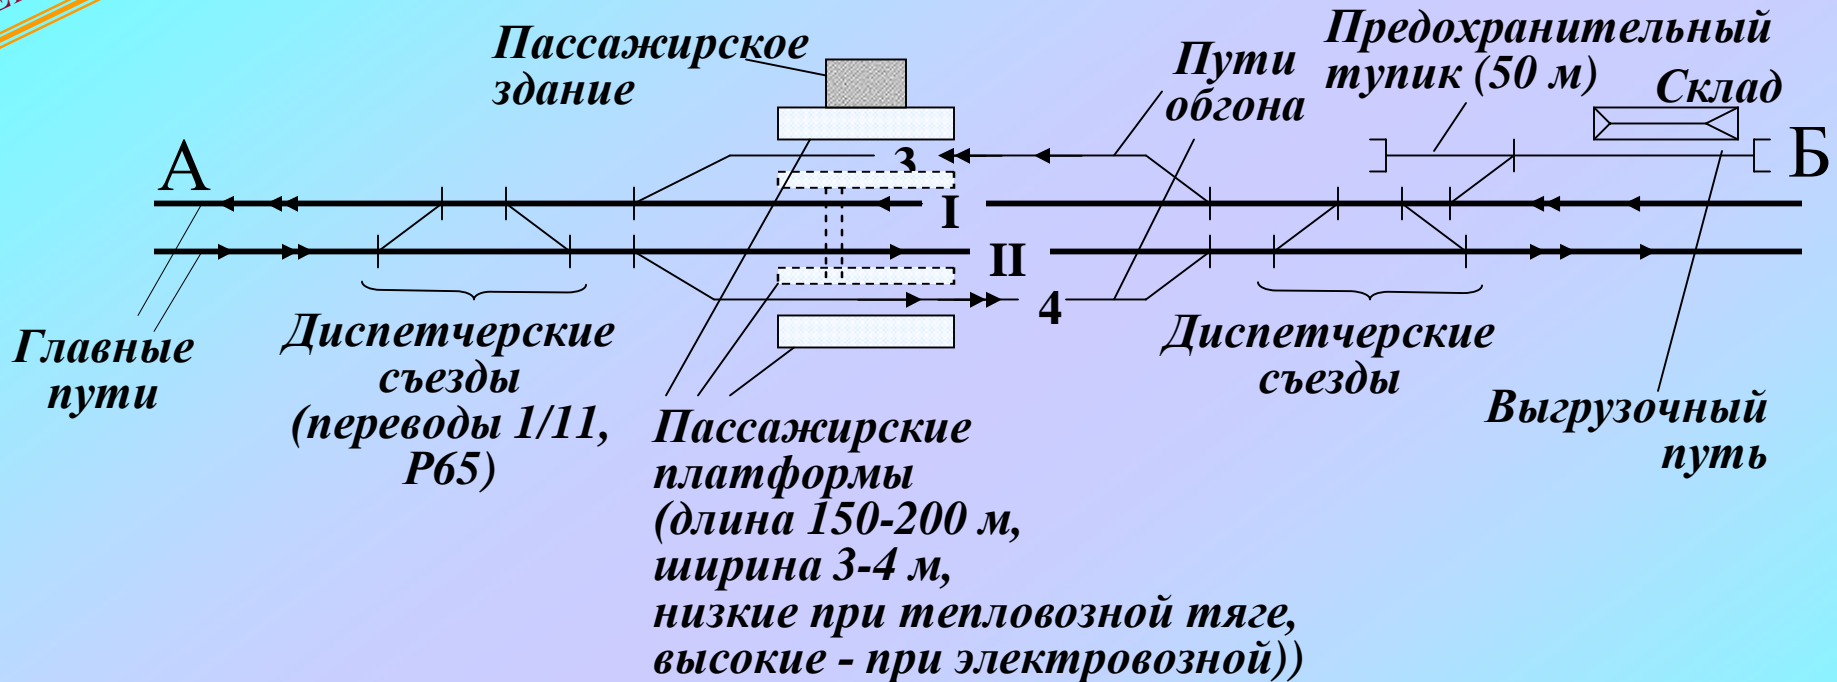 Пассажирское
здание
Пути
обгона
Предохранительный
тупик (50 м)
Склад
А
Б
3
I
II
4
Главные
пути
Диспетчерские
съезды
(переводы 1/11,
Р65)
Пассажирские
платформы
(длина 150-200 м,
ширина 3-4 м,
низкие при тепловозной тяге,
высокие - при электровозной))
Диспетчерские
съезды
Выгрузочный
путь